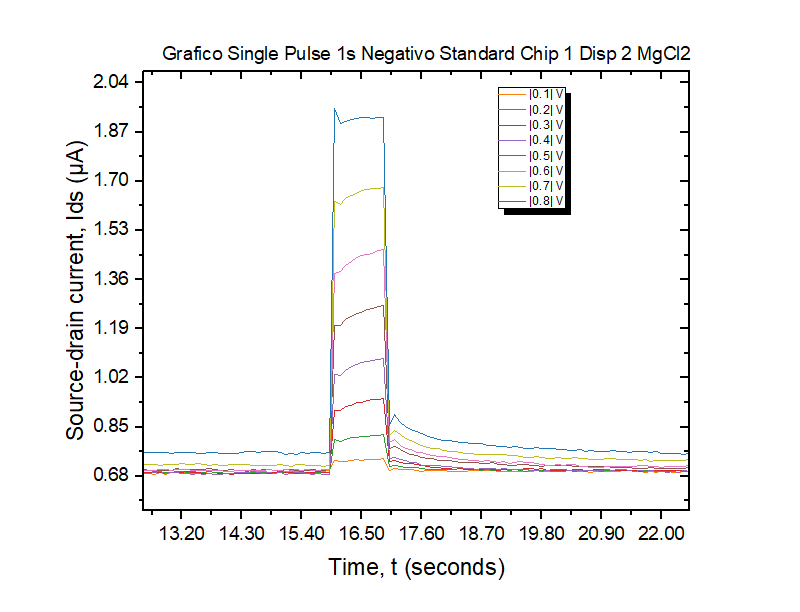 Grafico Single Pulse 1s Negativo Standard Chip 1 Disp 2 MgCl2
2.04
1.87
1.70
1.53
1.36
1.19
1.02
0.85
0.68
Source-drain current, Ids (µA)
|0.1| V
|0.2| V
|0.3| V
|0.4| V
|0.5| V
|0.6| V
|0.7| V
|0.8| V
13.20 14.30 15.40 16.50 17.60 18.70 19.80 20.90 22.00
Time, t (seconds)